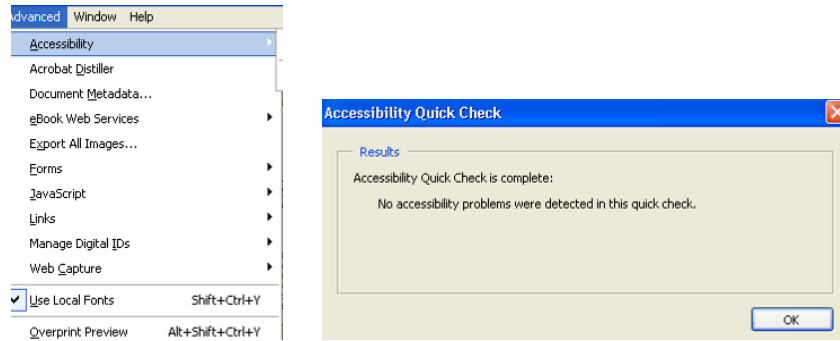 Advanced Window Help
Accessibility
Acrobat Distiller
Document Metadata...
eBook Web Services
Export All Images...
Forms
JavaScript
Links
Manage Digital IDs
Web Capture
Use Local Fonts Shift+Ctrl+Y
Overprint Preview Alt+Shift+Ctrl+Y
Accessibility Quick Check
Results
Accessibility Quick Check is complete:
No accessibility problems were detected in this quick check.
OK